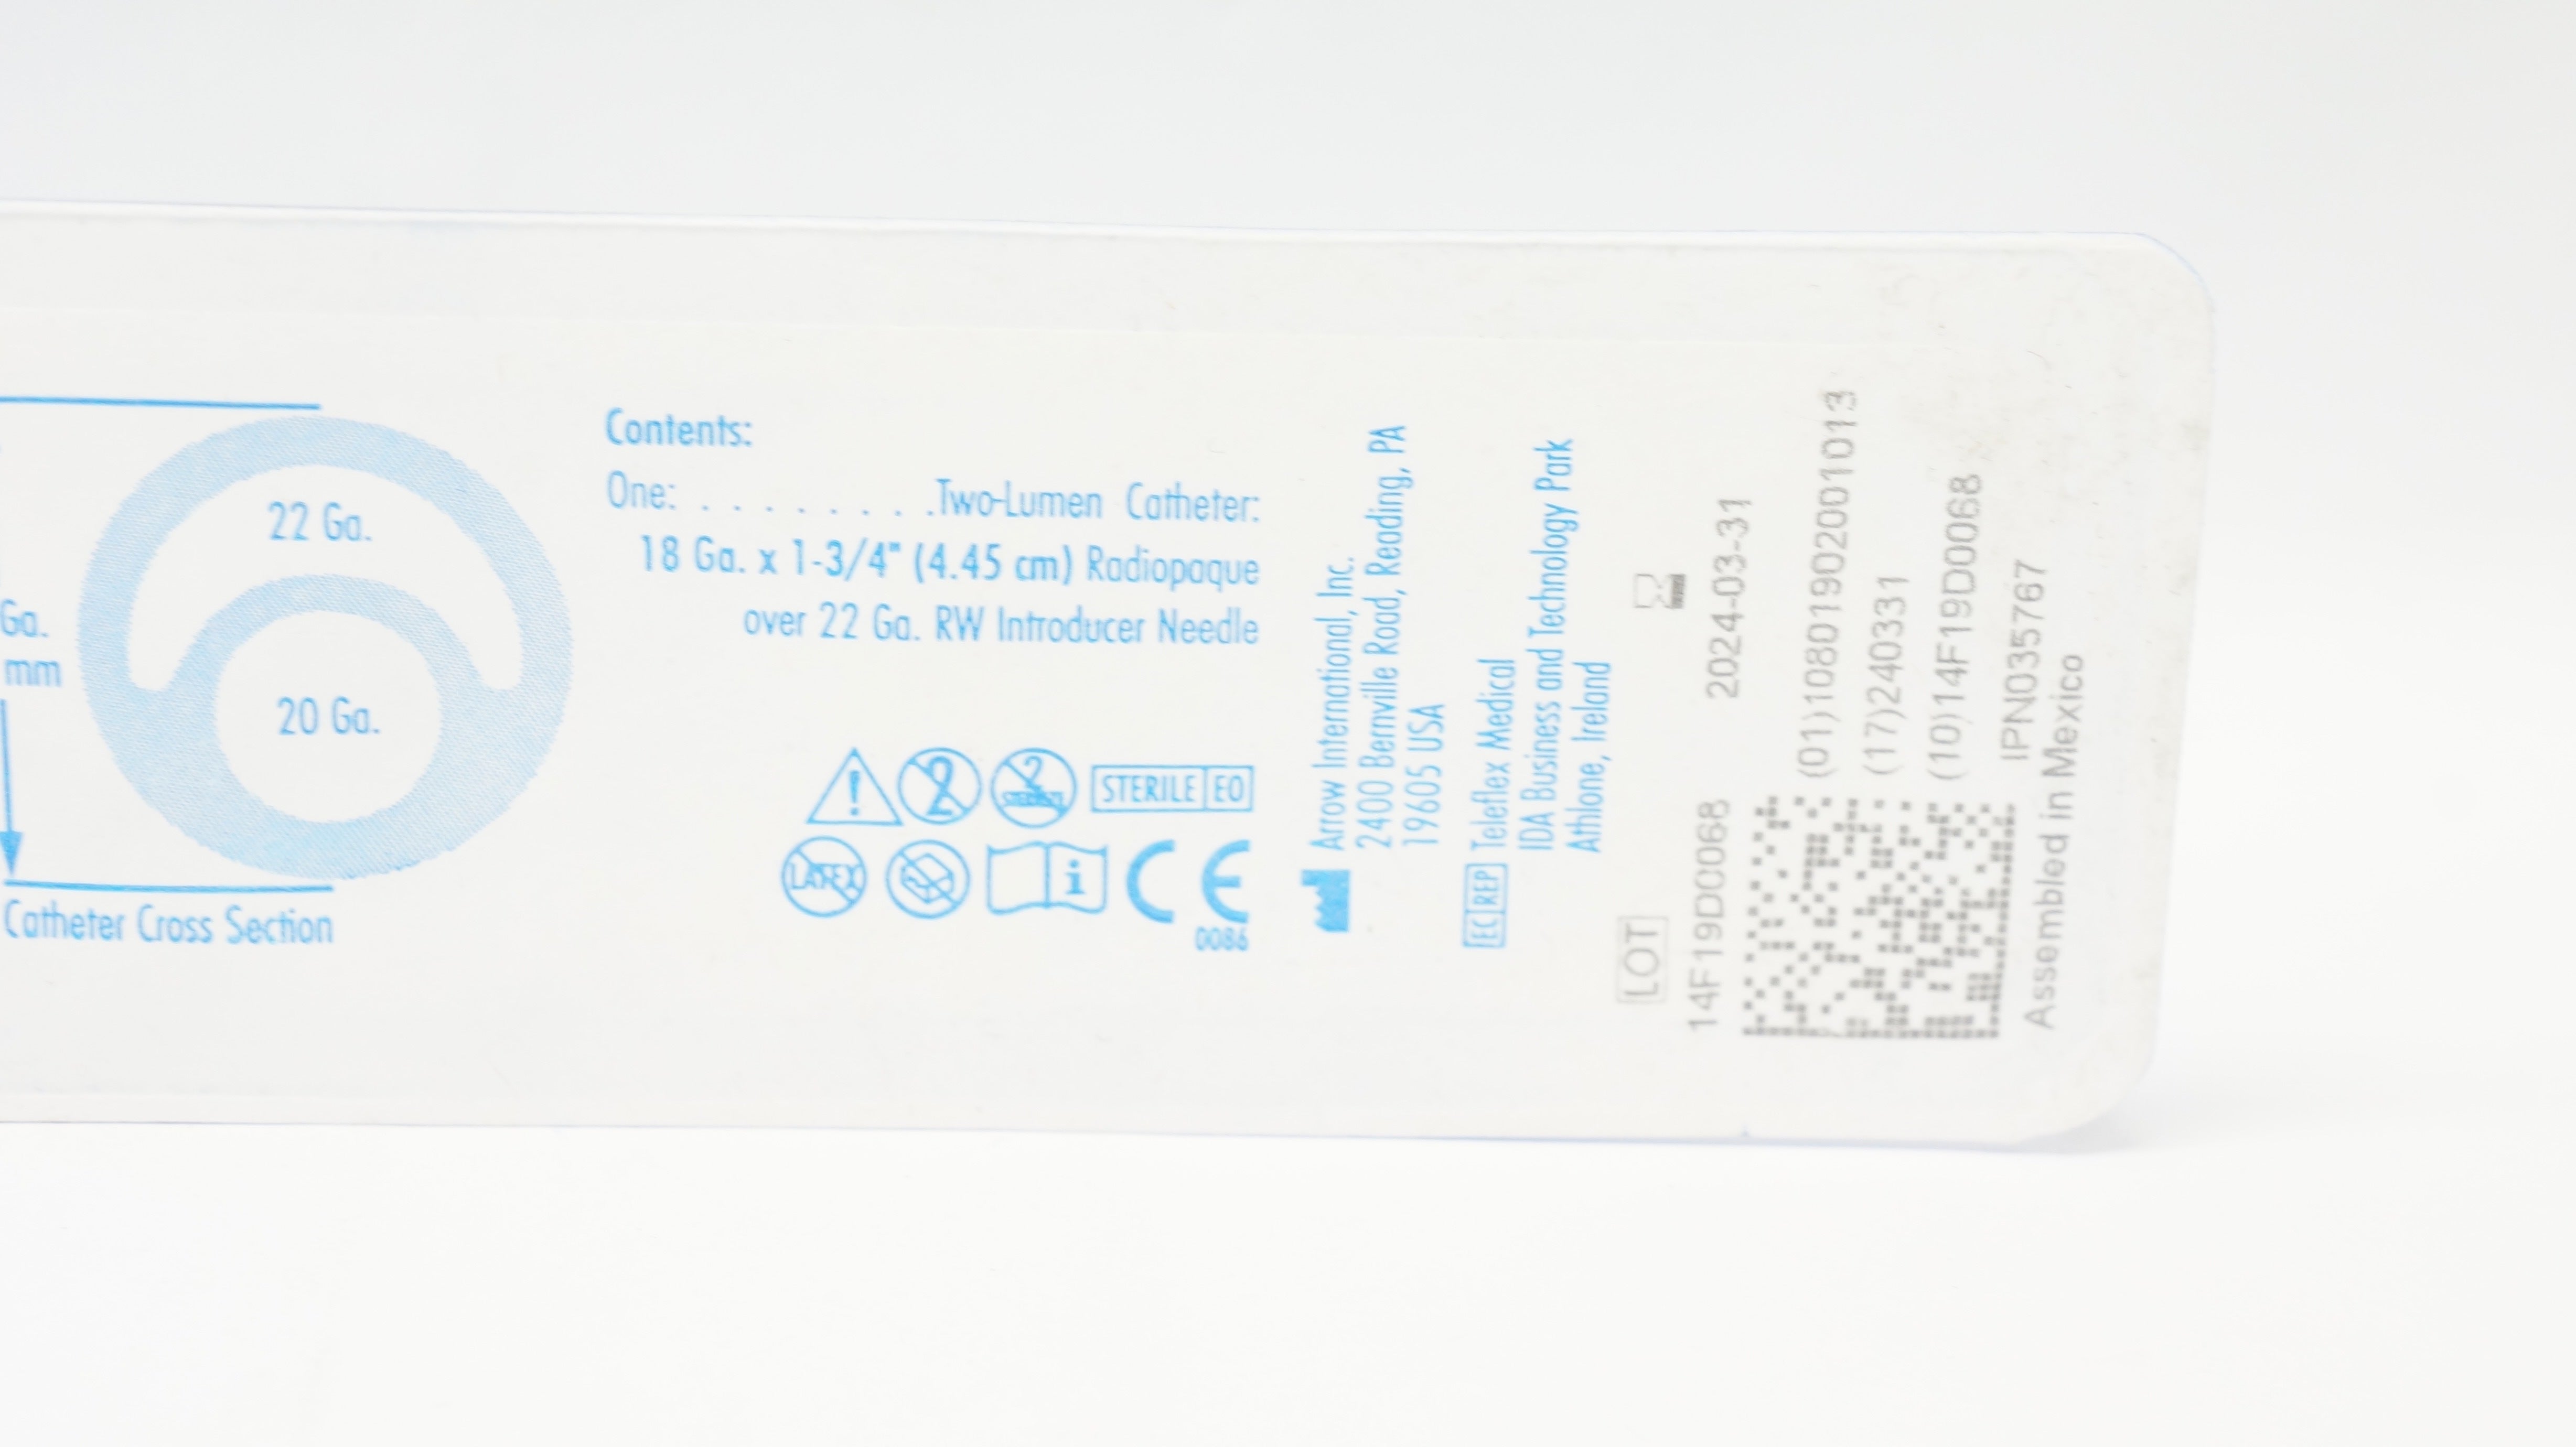 22 Ga.
20 Ga.
Ga.
mm
Catheter Cross Section
Contents:
One: . . . . . . . . .Two-Lumen Catheter:
18 Ga. x 1-3/4" (4.45 cm) Radiopaque
over 22 Ga. RW Introducer Needle
!
2
2
STERILE EO
LATEX
i
CE
0086
Arrow International, Inc.
2400 Bernville Road, Reading, PA
19605 USA
EC REP Teleflex Medical
IDA Business and Technology Park
Athlone, Ireland
LOT
14F19D0068 2024-03-31
(01)10801902001013
(17)240331
(10)14F19D0068
IPN035767
Assembled in Mexico